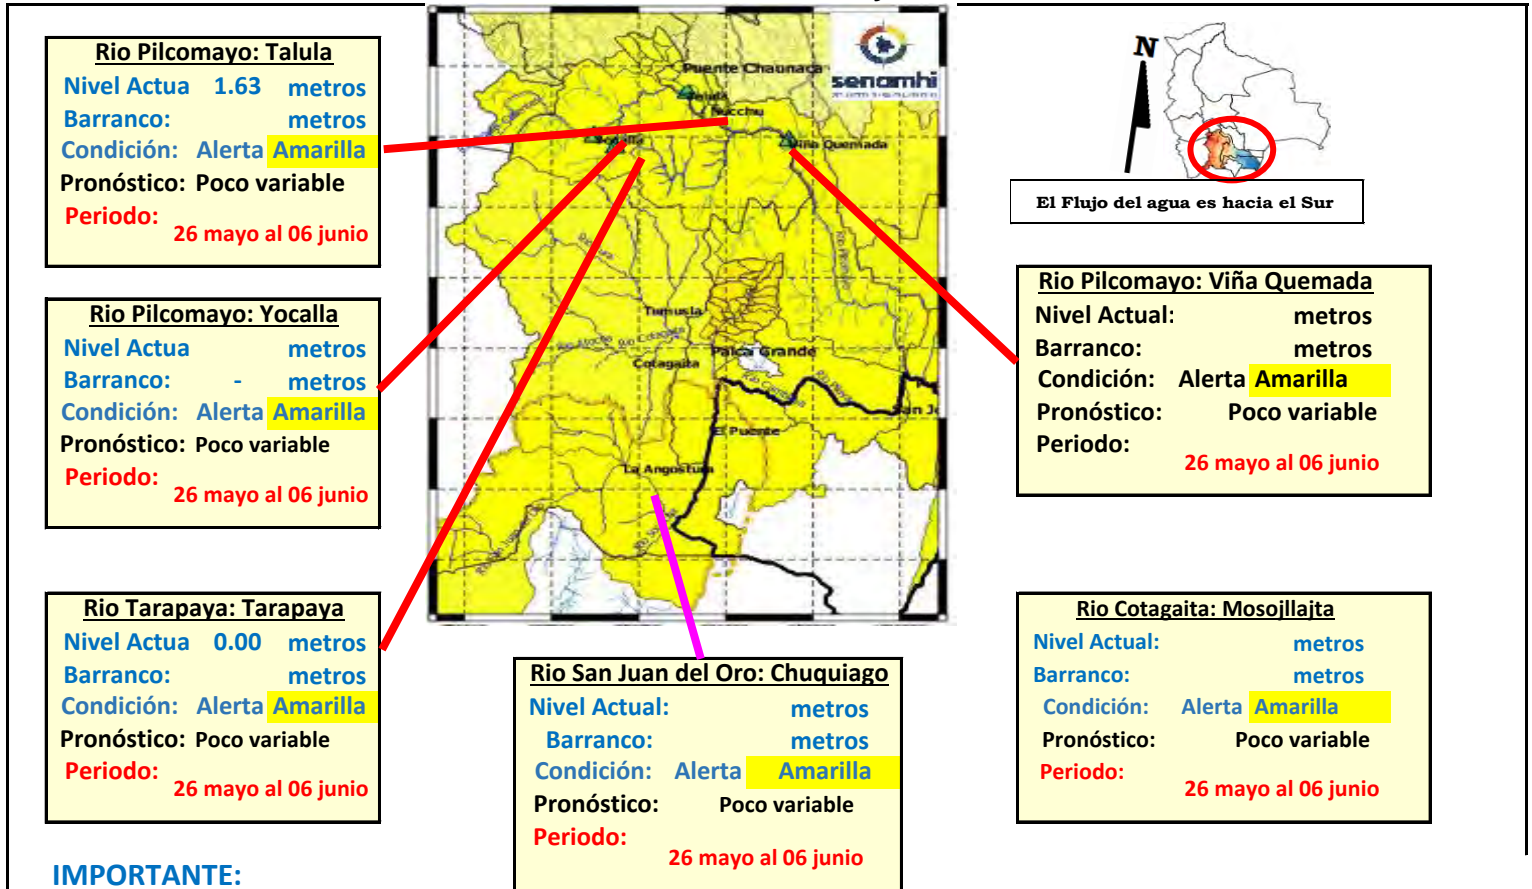 Rio Pilcomayo: Talula
Nivel Actua 1.63 metros
Barranco: metros
Condición: Alerta Amarilla
Pronóstico: Poco variable
Periodo:
26 mayo al 06 junio
Rio Pilcomayo: Yocalla
Nivel Actua metros
Barranco: - metros
Condición: Alerta Amarilla
Pronóstico: Poco variable
Periodo:
26 mayo al 06 junio
Rio Tarapaya: Tarapaya
Nivel Actua 0.00 metros
Barranco: metros
Condición: Alerta Amarilla
Pronóstico: Poco variable
Periodo:
26 mayo al 06 junio
IMPORTANTE:
senamhi
Puente Chaunaca
Viña Quemada
Tumusla
Rio Cotagaita
Cotagaita
Palca Grande
El Puente
La Angostura
Rio San Juan del Oro: Chuquiago
Nivel Actual: metros
Barranco: metros
Condición: Alerta Amarilla
Pronóstico: Poco variable
Periodo:
26 mayo al 06 junio
N
El Flujo del agua es hacia el Sur
Rio Pilcomayo: Viña Quemada
Nivel Actual: metros
Barranco: metros
Condición: Alerta Amarilla
Pronóstico: Poco variable
Periodo:
26 mayo al 06 junio
Rio Cotagaita: Mosojllajta
Nivel Actual: metros
Barranco: metros
Condición: Alerta Amarilla
Pronóstico: Poco variable
Periodo:
26 mayo al 06 junio